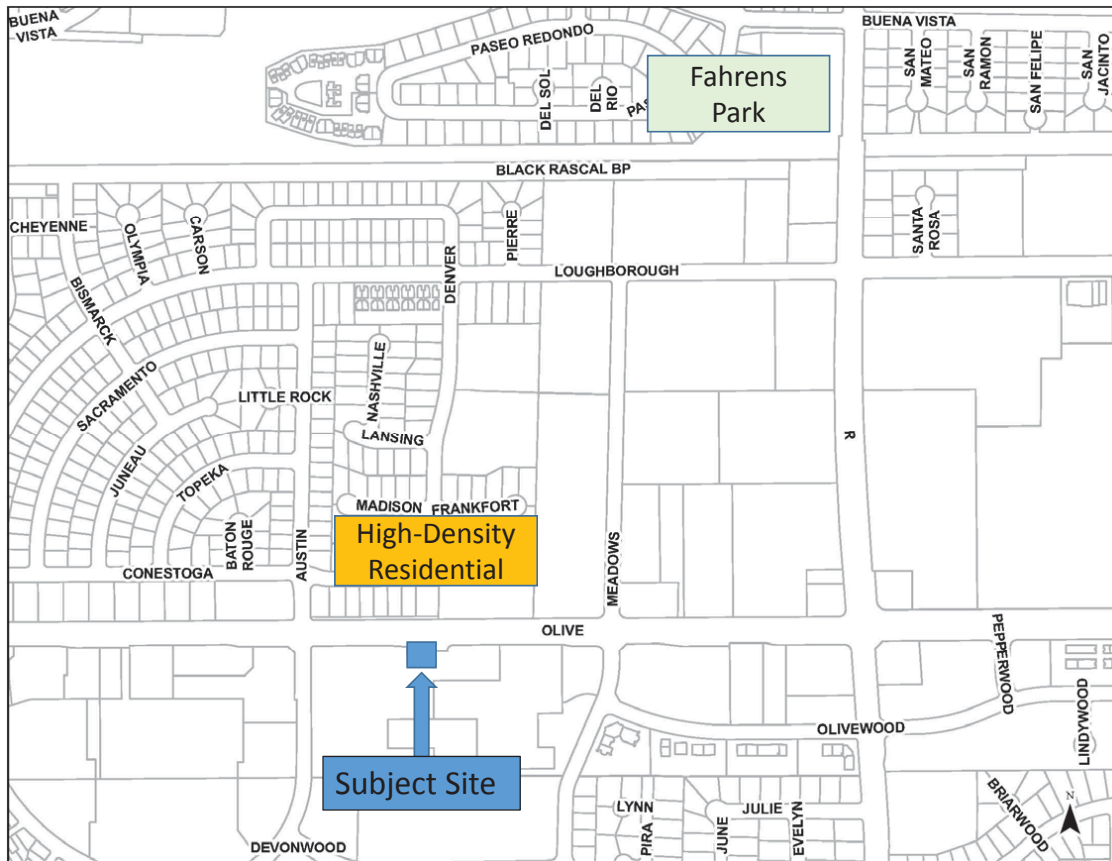 BUENA
VISTA
PASEO REDONDO
DEL SOL
DEL
RIO
PAS
Fahrens
Park
BUENA VISTA
SAN
MATEO
SAN
RAMON
SAN FELIPE
SAN
JACINTO
BLACK RASCAL BP
CHEYENNE
OLYMPIA
CARSON
PIERRE
SANTA
ROSA
BISMARCK
DENVER
LOUGHBOROUGH
SACRAMENTO
LITTLE ROCK
NASHVILLE
LANSING
R
JUNEAU
TOPEKA
MADISON
FRANKFORT
BATON
ROUGE
AUSTIN
High-Density
Residential
MEADOWS
CONESTOGA
OLIVE
PEPPERWOOD
OLIVEWOOD
LINDYWOOD
Subject Site
LYNN
PIRA
JUNE
JULIE
EVELYN
BRIARWOOD
N
DEVONWOOD